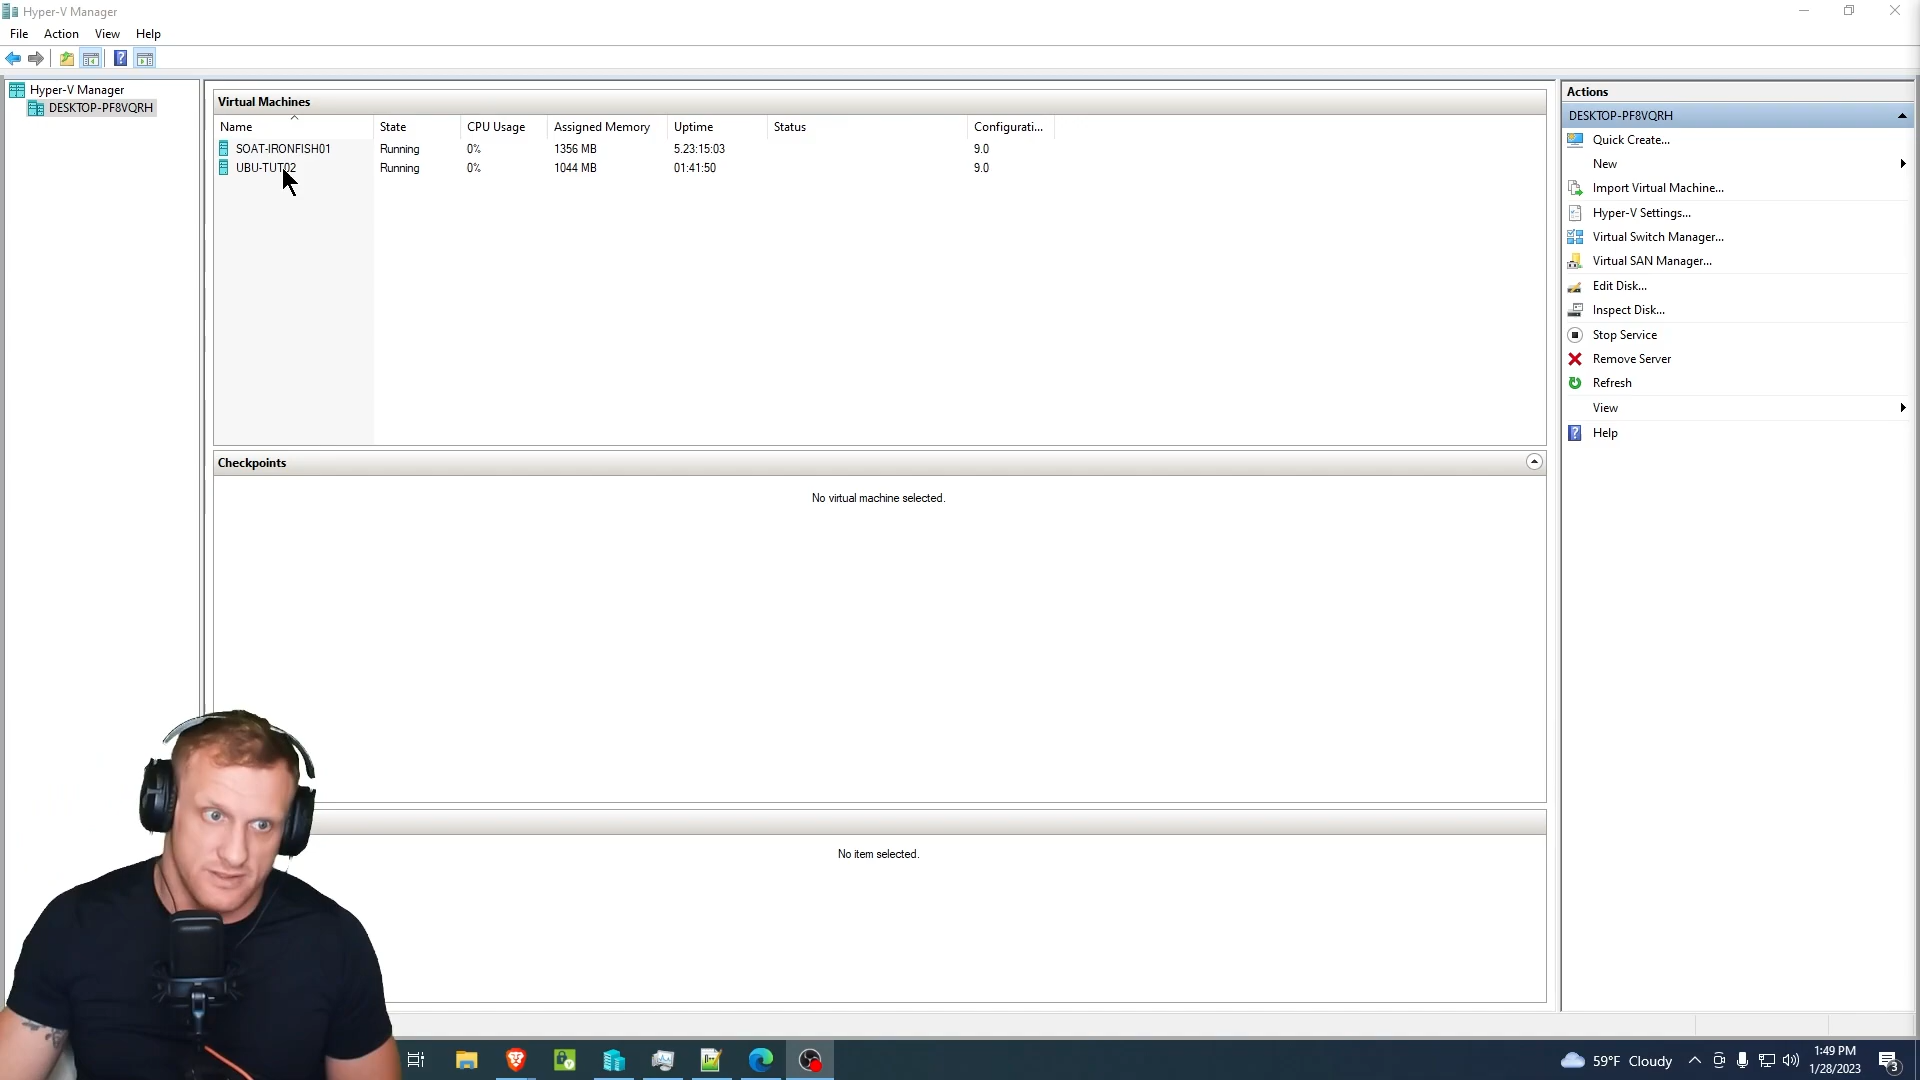 Hyper-V Manager
File Action View Help
Hyper-V Manager
DESKTOP-PF8VQRH
Virtual Machines
Name State CPU Usage Assigned Memory Uptime Status Configurati...
SOAT-IRONFISH01 Running 0% 1356 MB 5.23:15:03 9.0
UBU-TUT02 Running 0% 1044 MB 01:41:50 9.0
Checkpoints
No virtual machine selected.
No item selected.
Actions
DESKTOP-PF8VQRH
Quick Create...
New
Import Virtual Machine...
Hyper-V Settings...
Virtual Switch Manager...
Virtual SAN Manager...
Edit Disk...
Inspect Disk...
Stop Service
Remove Server
Refresh
View
Help
59°F Cloudy
1:49 PM
1/28/2023
3